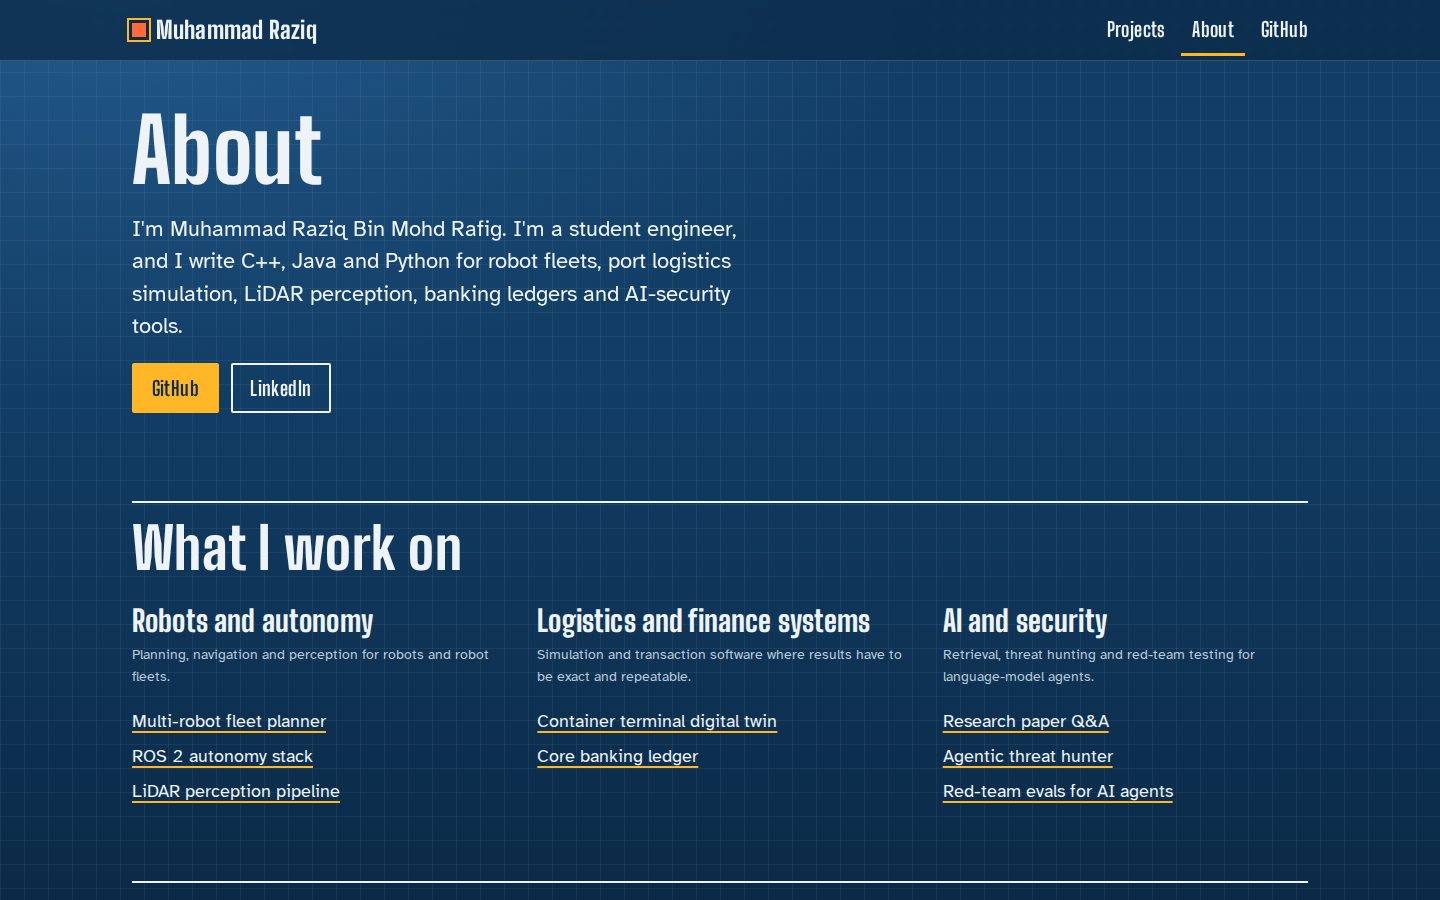 Muhammad Raziq
Projects About GitHub
About
I'm Muhammad Raziq Bin Mohd Rafig. I'm a student engineer,
and I write C++, Java and Python for robot fleets, port logistics
simulation, LiDAR perception, banking ledgers and AI-security
tools.
GitHub LinkedIn
What I work on
Robots and autonomy
Planning, navigation and perception for robots and robot
fleets.
Multi-robot fleet planner
ROS 2 autonomy stack
LiDAR perception pipeline
Logistics and finance systems
Simulation and transaction software where results have to
be exact and repeatable.
Container terminal digital twin
Core banking ledger
AI and security
Retrieval, threat hunting and red-team testing for
language-model agents.
Research paper Q&A
Agentic threat hunter
Red-team evals for AI agents